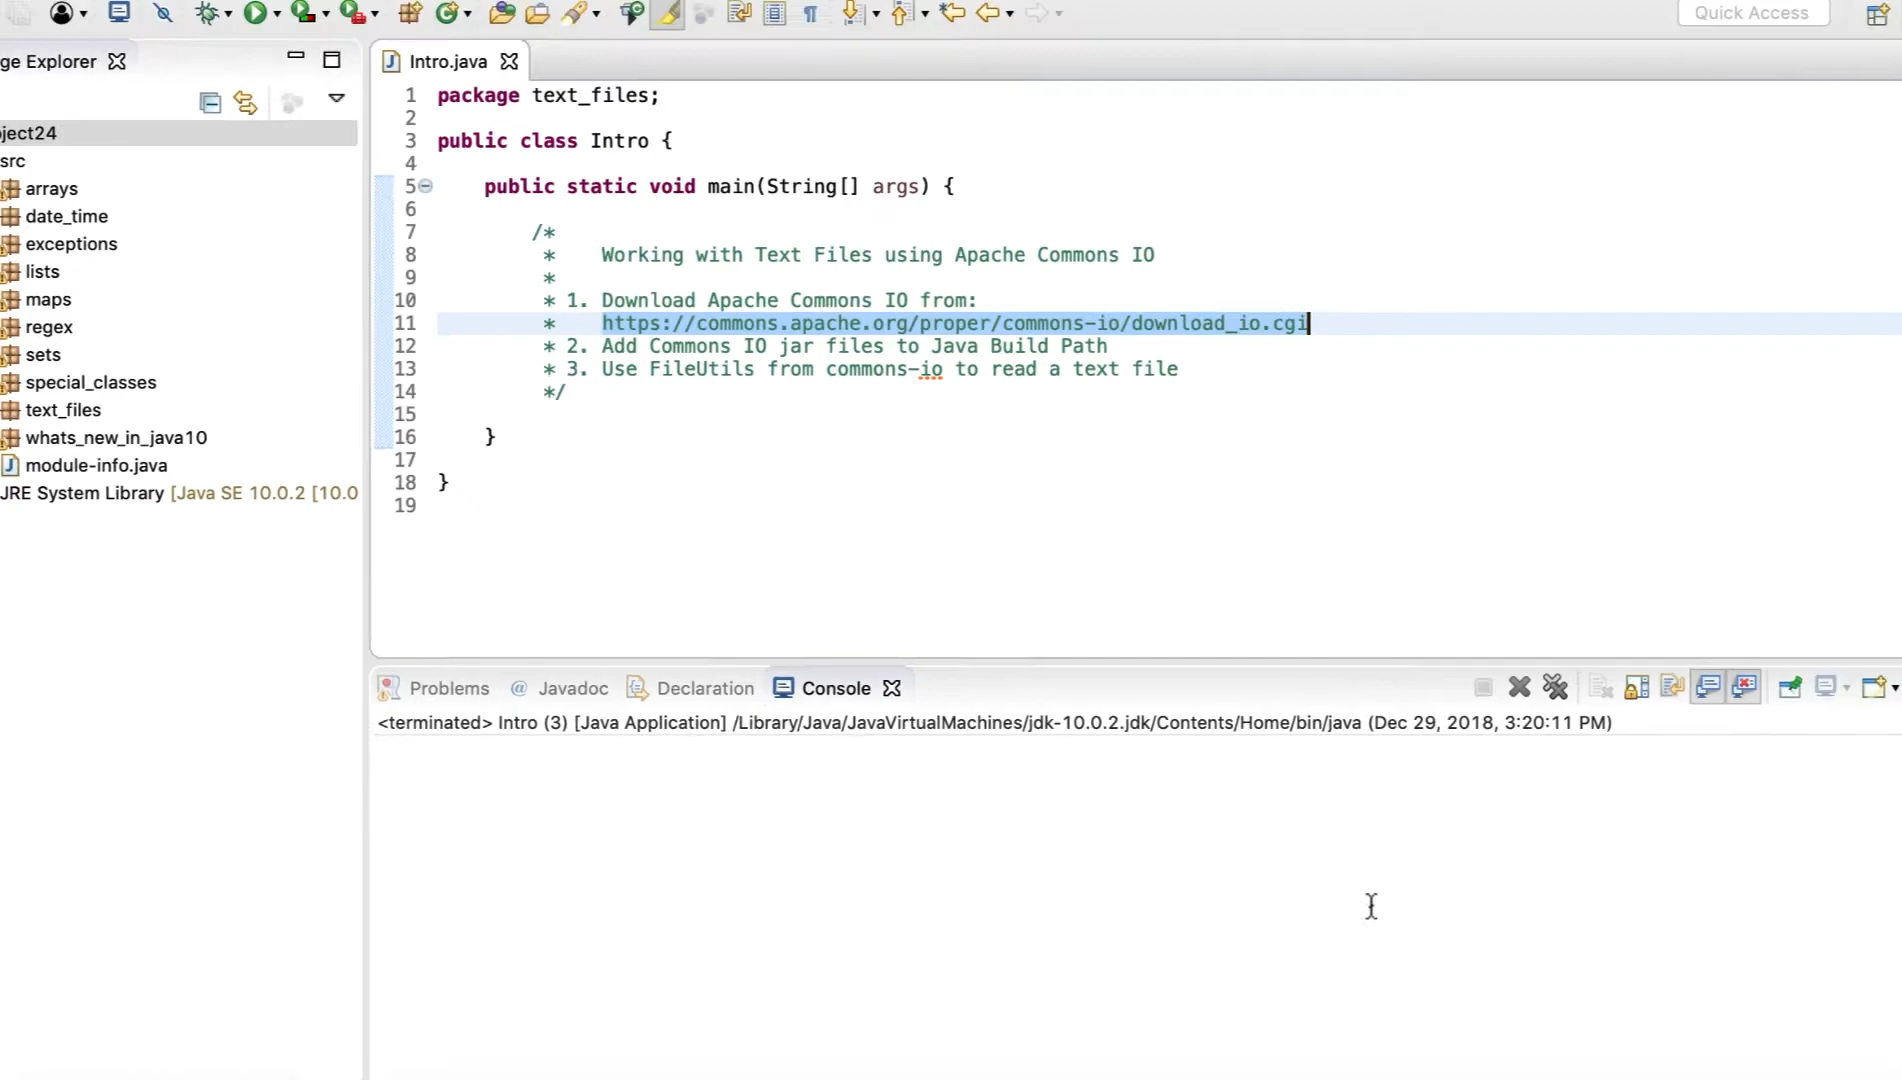 Quick Access
ge Explorer
ject24
src
arrays
date_time
exceptions
lists
maps
regex
sets
special_classes
text_files
whats_new_in_java10
module-info.java
JRE System Library [Java SE 10.0.2 [10.0
Intro.java
1 package text_files;
2
3 public class Intro {
4
5 public static void main(String[] args) {
6
7 /*
8 * Working with Text Files using Apache Commons IO
9 *
10 * 1. Download Apache Commons IO from:
11 * https://commons.apache.org/proper/commons-io/download_io.cgi
12 * 2. Add Commons IO jar files to Java Build Path
13 * 3. Use FileUtils from commons-io to read a text file
14 */
15
16 }
17
18 }
19
Problems @ Javadoc Declaration Console
<terminated> Intro (3) [Java Application] /Library/Java/JavaVirtualMachines/jdk-10.0.2.jdk/Contents/Home/bin/java (Dec 29, 2018, 3:20:11 PM)